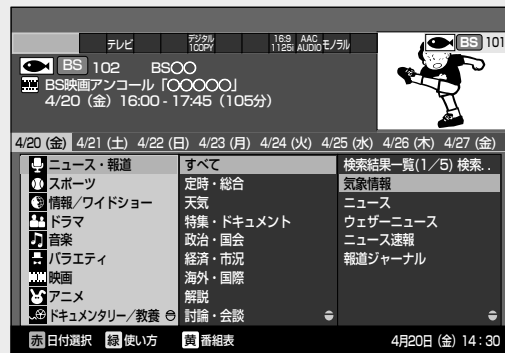 テレビ デジタル 1COPY 16:9 1125i AAC AUDIO モノラル BS 101
BS 102 BS〇〇
BS映画アンコール「〇〇〇〇〇」
4/20（金）16:00 - 17:45（105分）
4/20（金） 4/21（土） 4/22（日） 4/23（月） 4/24（火） 4/25（水） 4/26（木） 4/27（金）
ニュース・報道 すべて 検索結果一覧(1／5) 検索. .
スポーツ 定時・総合 気象情報
情報／ワイドショー 天気 ニュース
ドラマ 特集・ドキュメント ウェザーニュース
音楽 政治・国会 ニュース速報
バラエティ 経済・市況 報道ジャーナル
映画 海外・国際
アニメ 解説
ドキュメンタリー／教養 討論・会談
赤 日付選択 緑 使い方 黄 番組表 4月20日（金）14：30